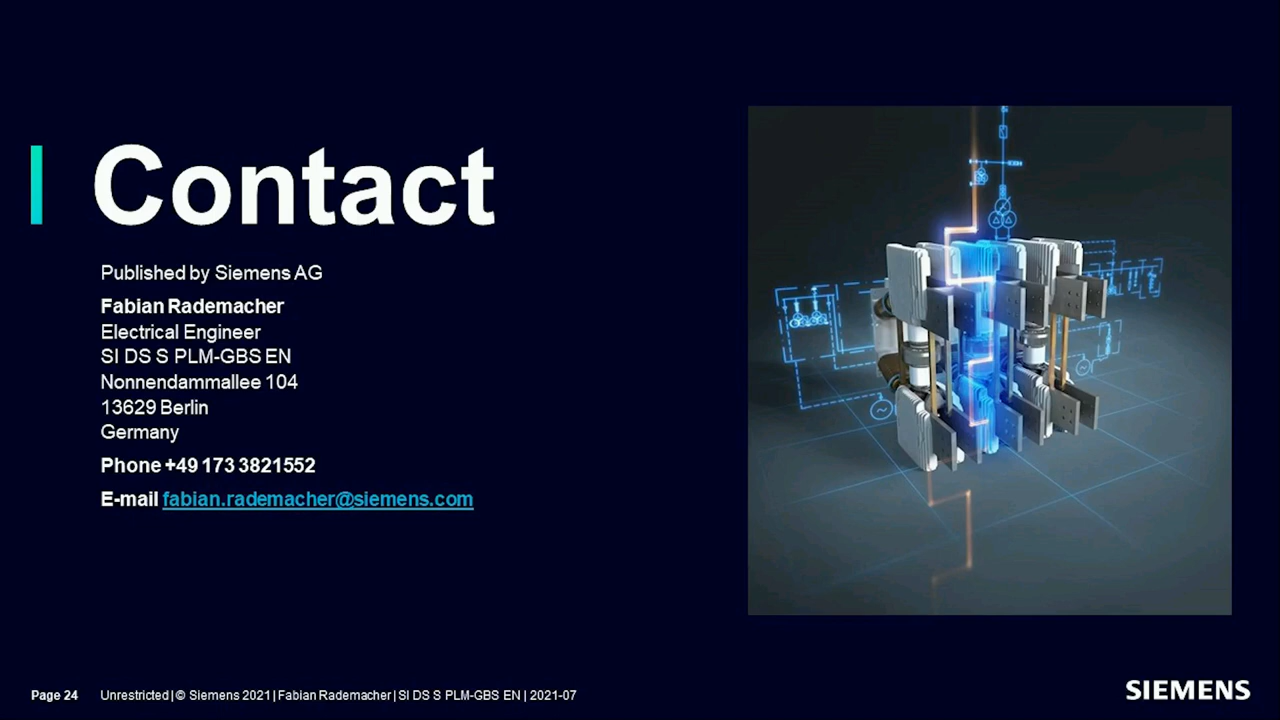 Contact
Published by Siemens AG
Fabian Rademacher
Electrical Engineer
SI DS S PLM-GBS EN
Nonnendammallee 104
13629 Berlin
Germany
Phone +49 173 3821552
E-mail fabian.rademacher@siemens.com
Page 24 Unrestricted | © Siemens 2021 | Fabian Rademacher | SI DS S PLM-GBS EN | 2021-07
SIEMENS